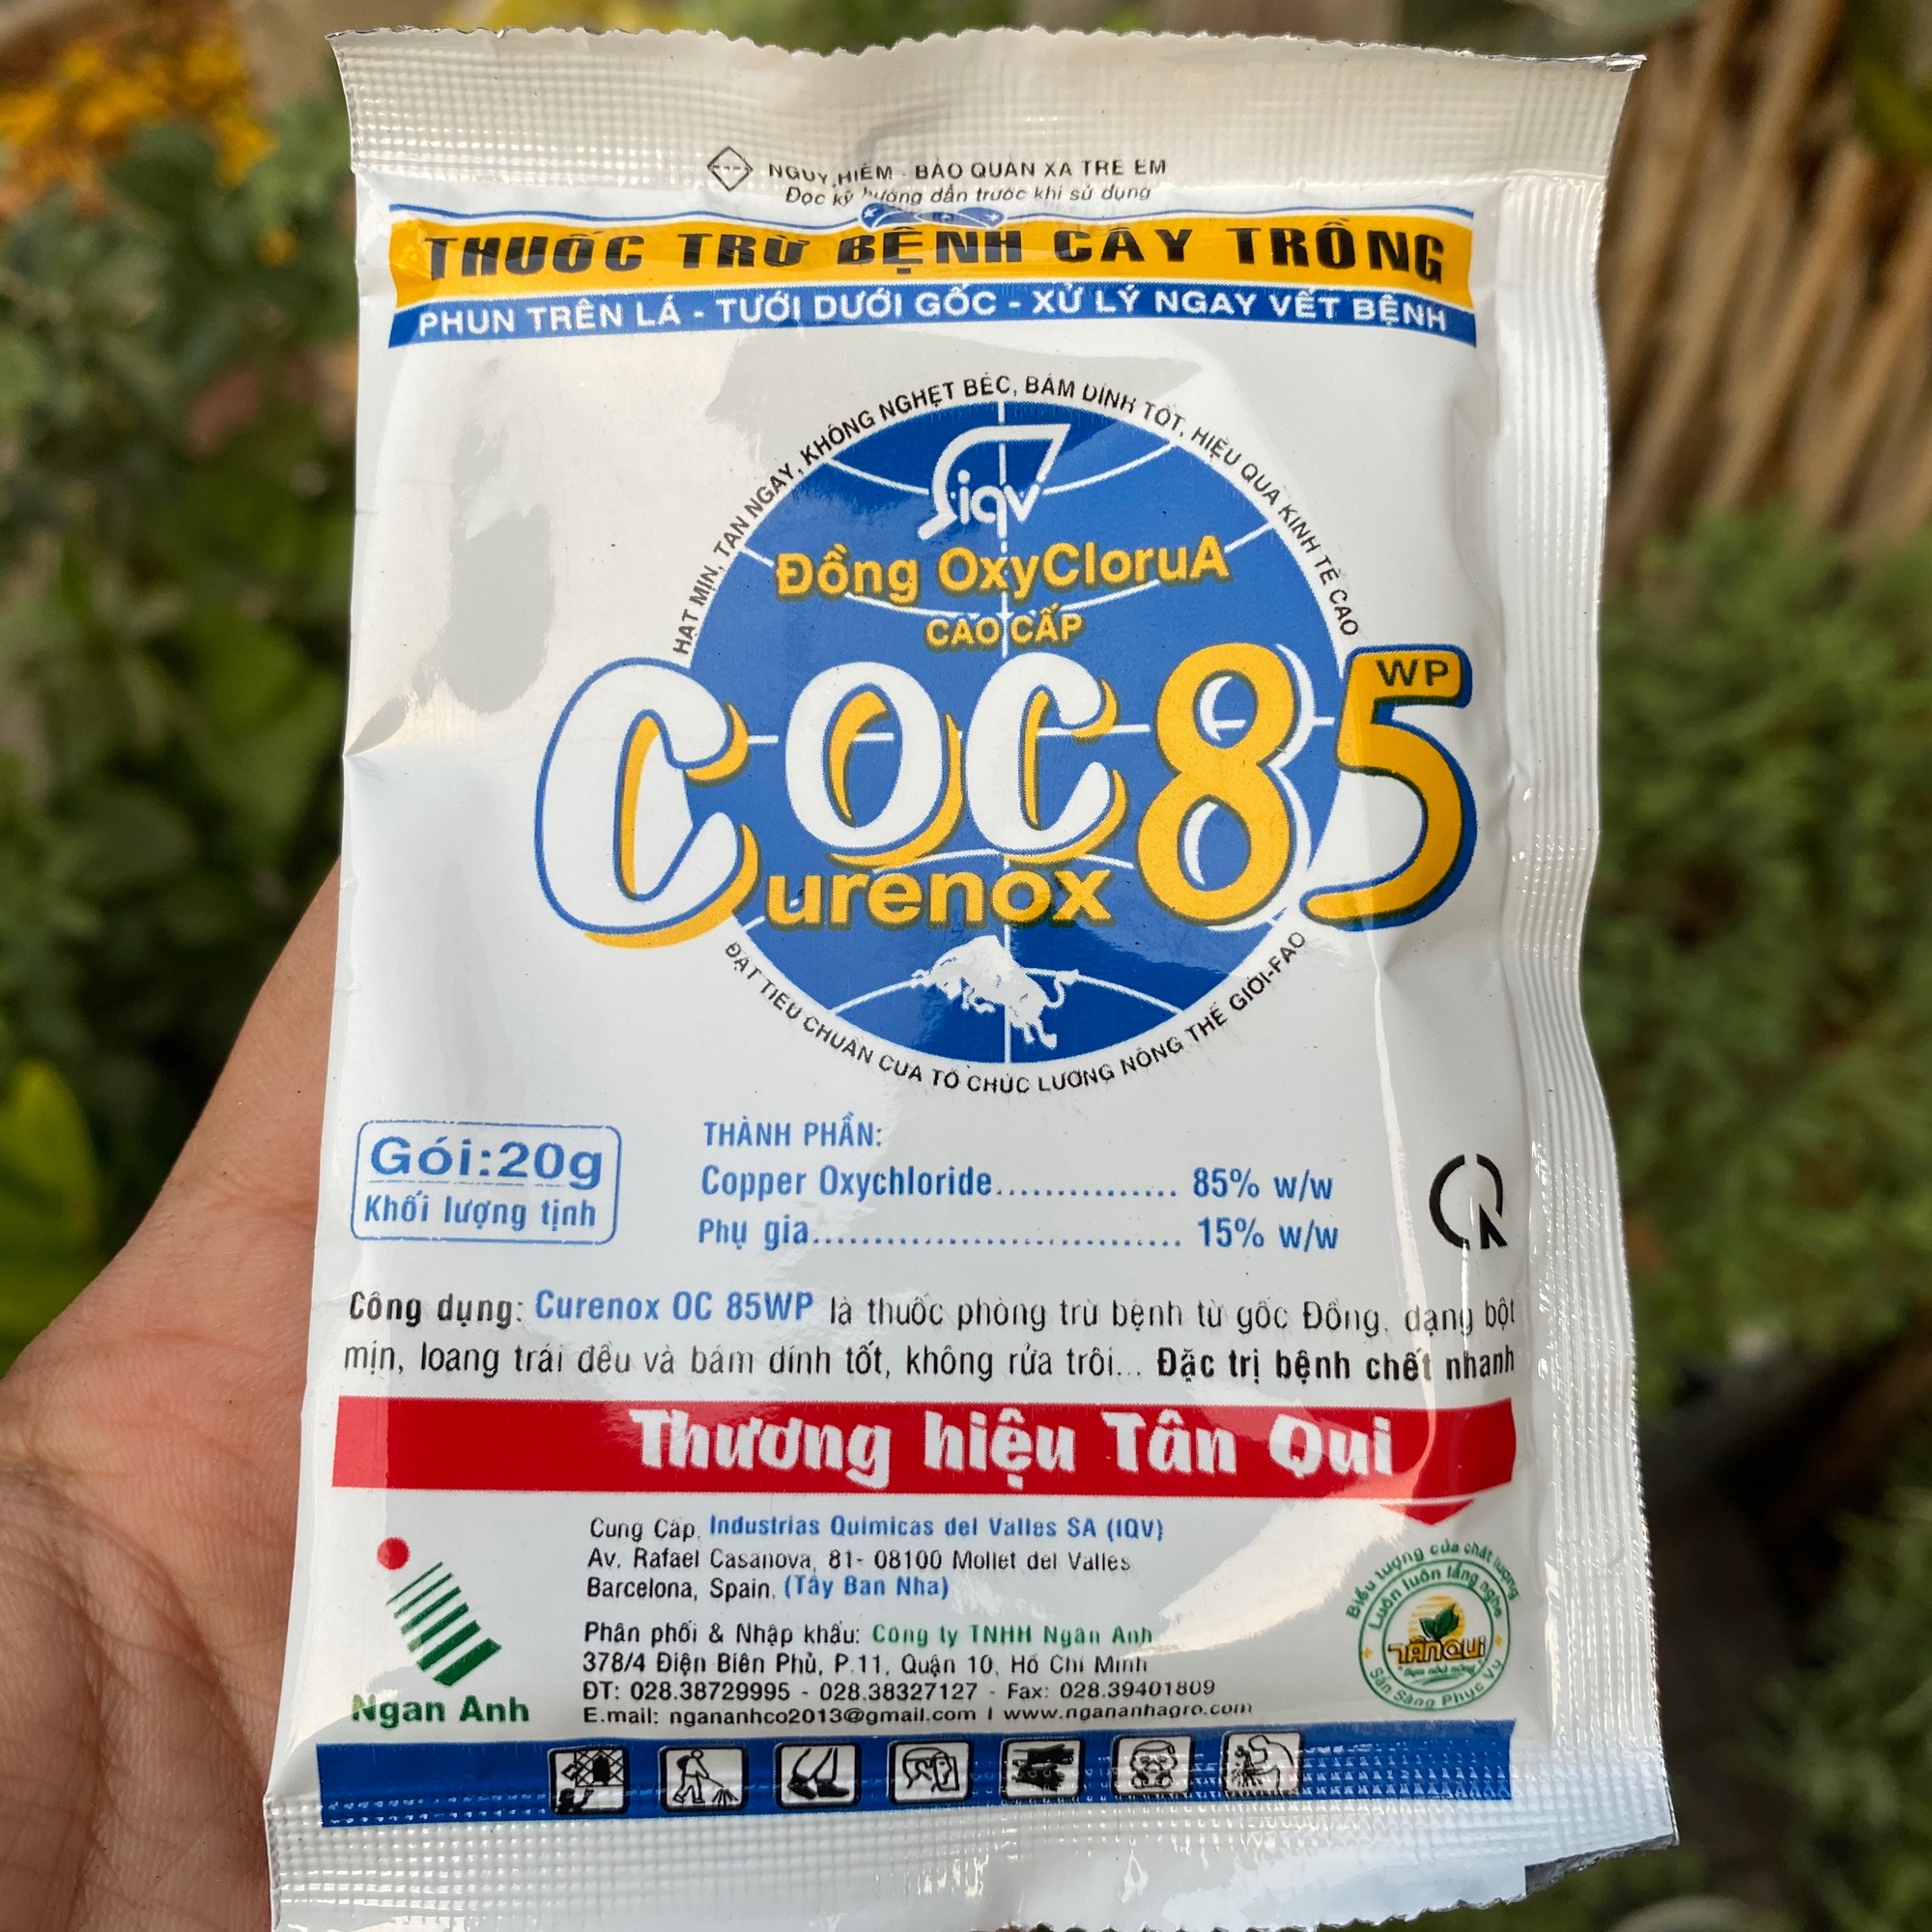 NGUY HIỂM - BẢO QUẢN XA TRẺ EM
Đọc kỹ hướng dẫn trước khi sử dụng
THUỐC TRỪ BỆNH CÂY TRỒNG
PHUN TRÊN LÁ - TƯỚI DƯỚI GỐC - XỬ LÝ NGAY VẾT BỆNH
HẠT MỊN, TAN NGAY, KHÔNG NGHẸT BÉC, BÁM DÍNH TỐT, HIỆU QUẢ KINH TẾ CAO
iqv
Đồng OxyCloruA
CAO CẤP
COC85 WP
Curenox
ĐẠT TIÊU CHUẨN CỦA TỔ CHỨC LƯƠNG NÔNG THẾ GIỚI-FAO
Gói:20g
Khối lượng tịnh
THÀNH PHẦN:
Copper Oxychloride................ 85% w/w
Phụ gia................................ 15% w/w
Công dụng: Curenox OC 85WP là thuốc phòng trừ bệnh từ gốc Đồng, dạng bột
mịn, loang trải đều và bám dính tốt, không rửa trôi... Đặc trị bệnh chết nhanh
Thương hiệu Tân Qui
Cung Cấp: Industrias Quimicas del Valles SA (IQV)
Av. Rafael Casanova, 81- 08100 Mollet del Valles
Barcelona, Spain. (Tây Ban Nha)
Phân phối & Nhập khẩu: Công ty TNHH Ngân Anh
378/4 Điện Biên Phủ, P.11, Quận 10, Hồ Chí Minh
ĐT: 028.38729995 - 028.38327127 - Fax: 028.39401809
E.mail: ngananhco2013@gmail.com I www.ngananhagro.com
Ngan Anh
Biểu tượng của chất lượng
Luôn luôn lắng nghe
TÂN QUI
Sẵn Sàng Phục Vụ